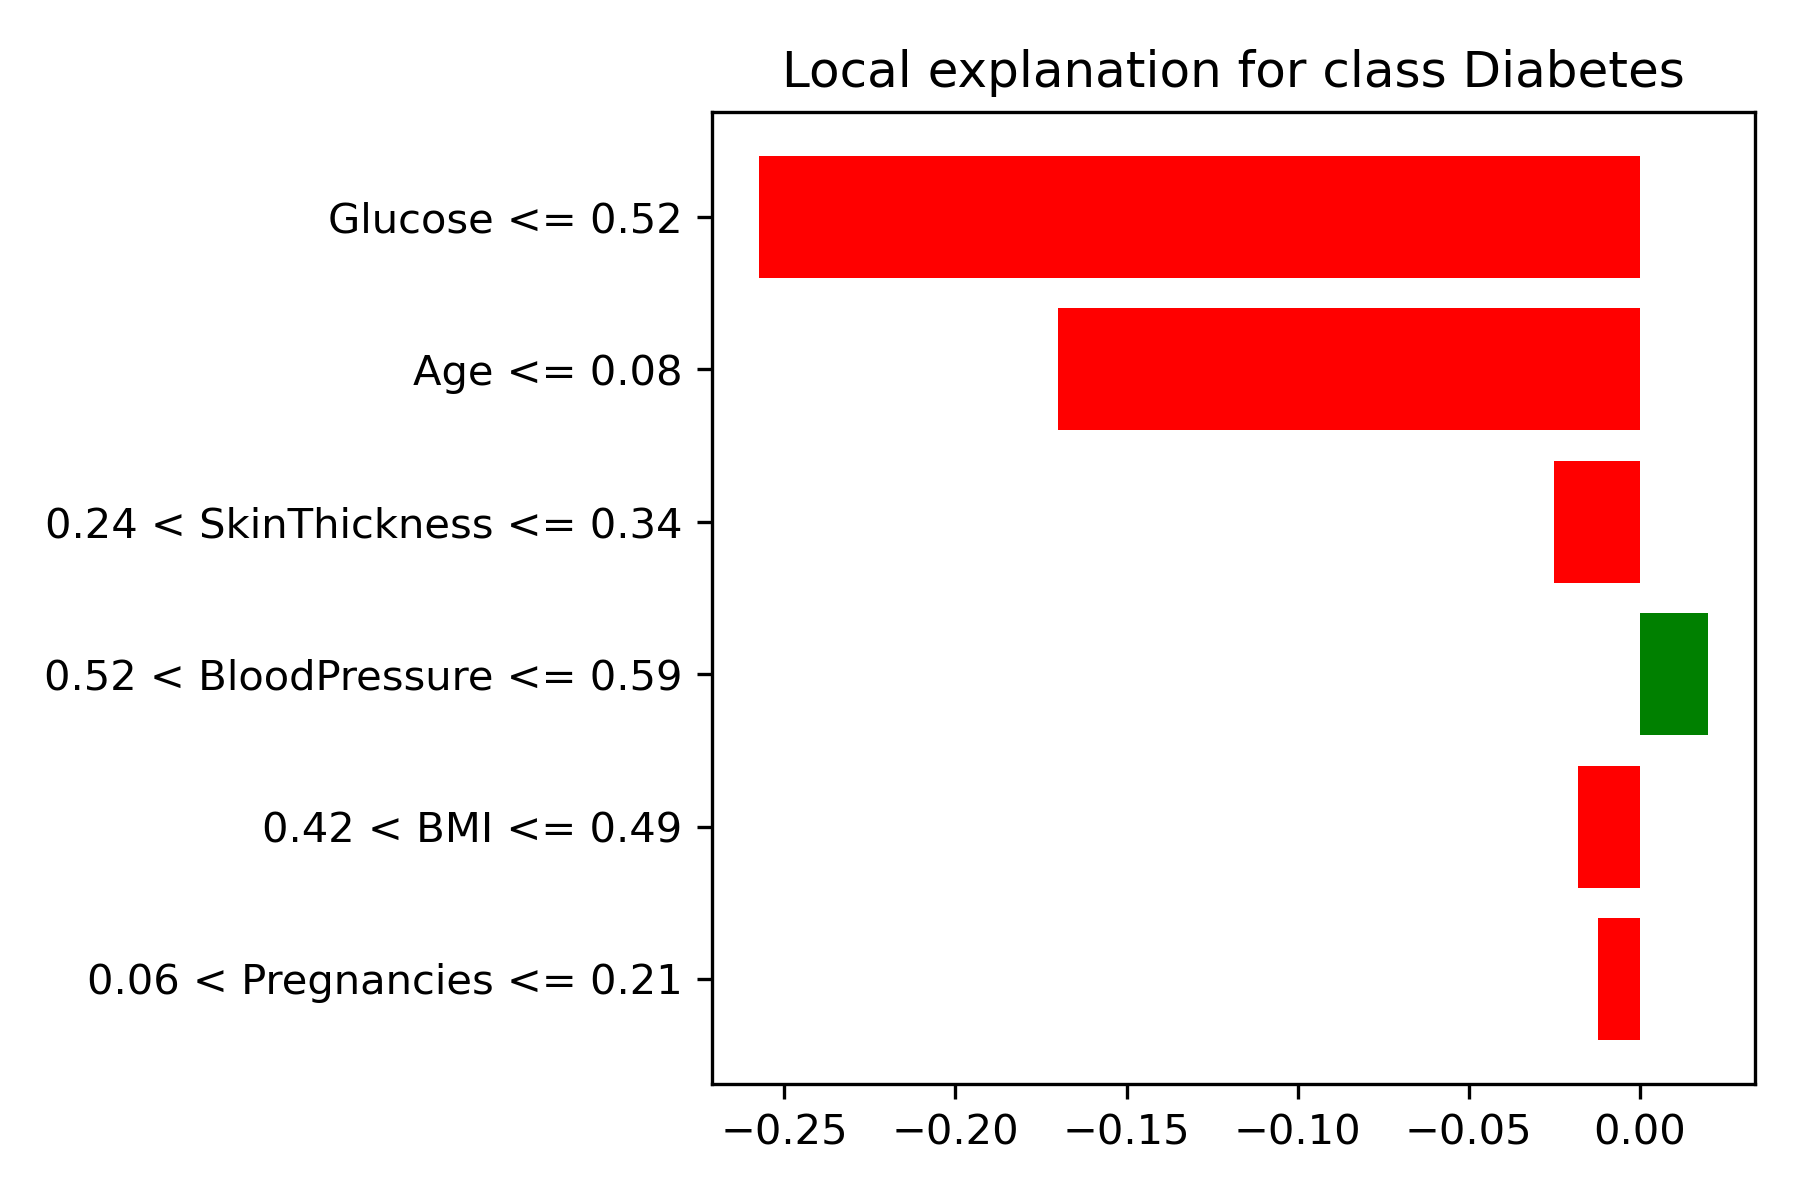 Local explanation for class Diabetes
Glucose <= 0.52
Age <= 0.08
0.24 < SkinThickness <= 0.34
0.52 < BloodPressure <= 0.59
0.42 < BMI <= 0.49
0.06 < Pregnancies <= 0.21
−0.25 −0.20 −0.15 −0.10 −0.05 0.00